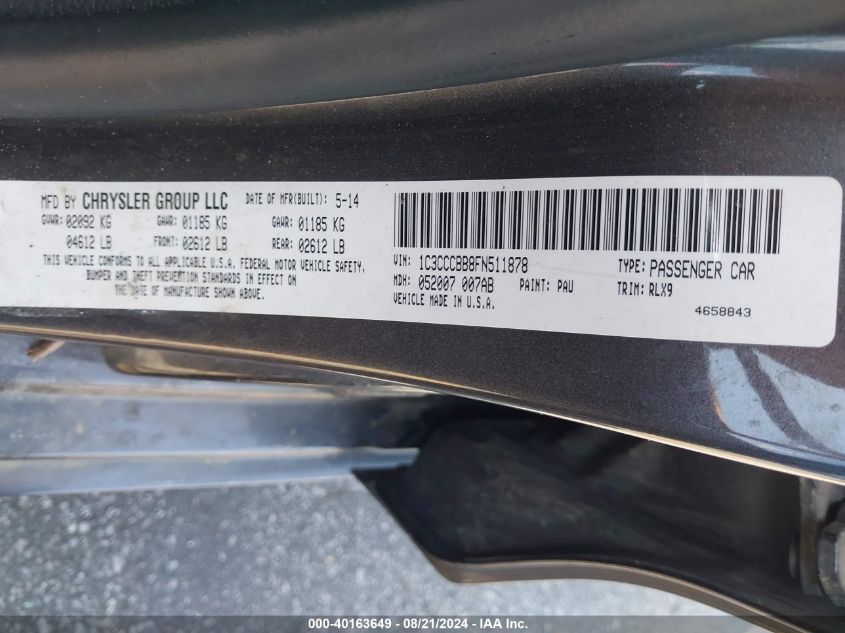 MFD BY CHRYSLER GROUP LLC DATE OF MFR(BUILT): 5-14
GVWR: 02092 KG GAWR: 01185 KG GAWR: 01185 KG
04612 LB FRONT: 02612 LB REAR: 02612 LB
THIS VEHICLE CONFORMS TO ALL APPLICABLE U.S.A. FEDERAL MOTOR VEHICLE SAFETY,
BUMPER AND THEFT PREVENTION STANDARDS IN EFFECT ON
THE DATE OF MANUFACTURE SHOWN ABOVE.
VIN: 1C3CCCBB8FN511878 TYPE: PASSENGER CAR
MDH: 052007 007AB PAINT: PAU TRIM: RLX9
VEHICLE MADE IN U.S.A. 4658843
000-40163649 - 08/21/2024 - IAA Inc.